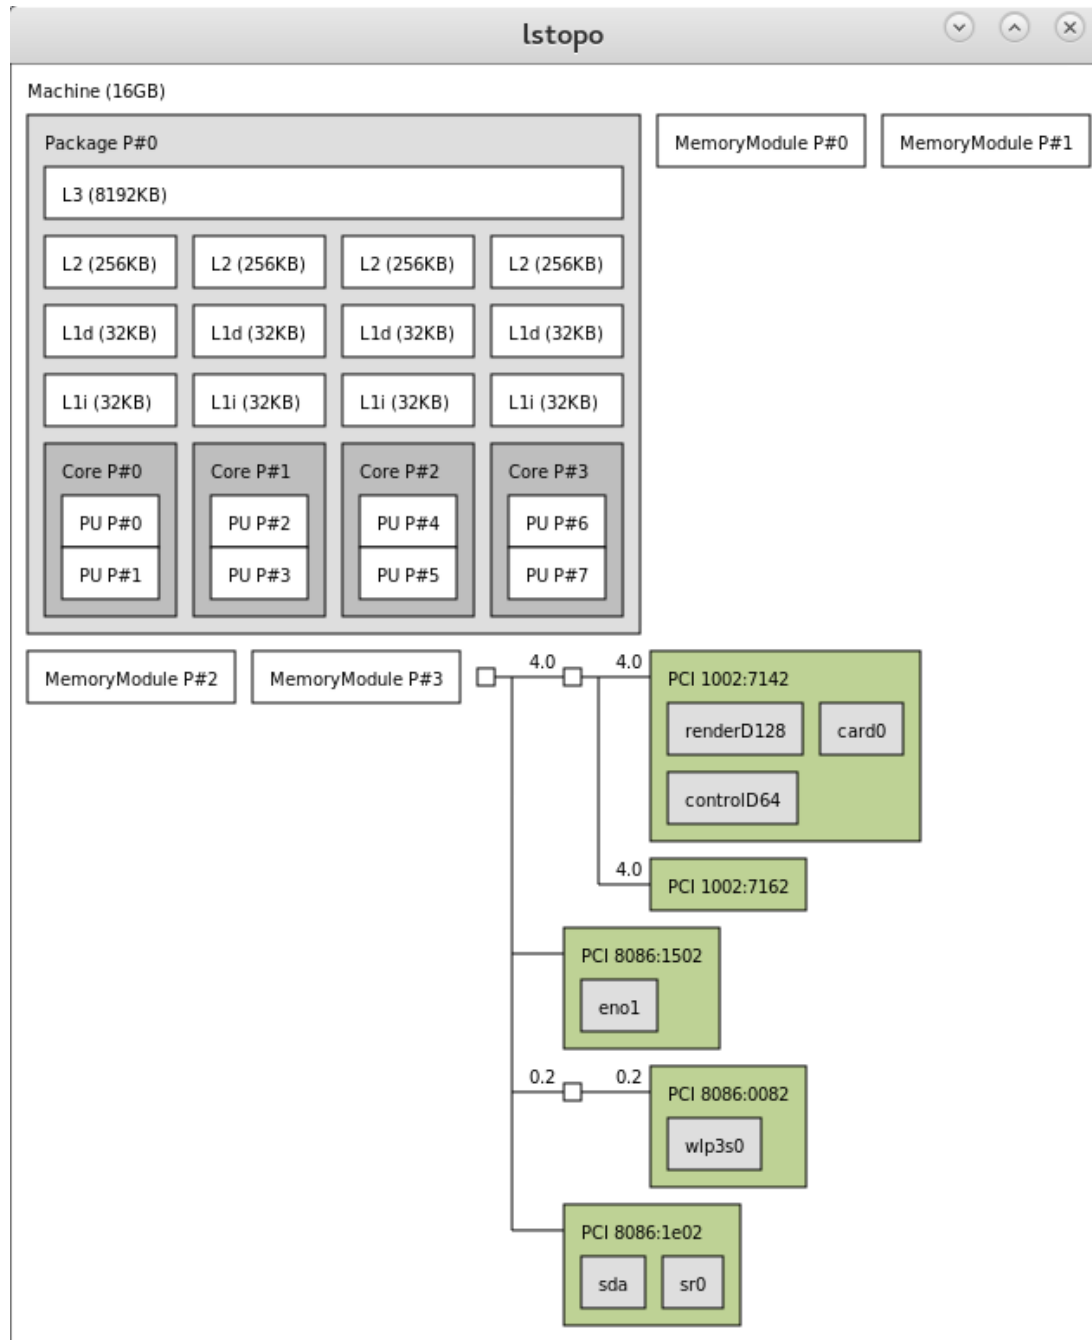 lstopo
Machine (16GB)
Package P#0
MemoryModule P#0
MemoryModule P#1
L3 (8192KB)
L2 (256KB) L2 (256KB) L2 (256KB) L2 (256KB)
L1d (32KB) L1d (32KB) L1d (32KB) L1d (32KB)
L1i (32KB) L1i (32KB) L1i (32KB) L1i (32KB)
Core P#0 Core P#1 Core P#2 Core P#3
PU P#0 PU P#2 PU P#4 PU P#6
PU P#1 PU P#3 PU P#5 PU P#7
MemoryModule P#2
MemoryModule P#3
4.0 4.0
PCI 1002:7142
renderD128 card0
controlD64
4.0
PCI 1002:7162
PCI 8086:1502
eno1
0.2 0.2
PCI 8086:0082
wlp3s0
PCI 8086:1e02
sda sr0